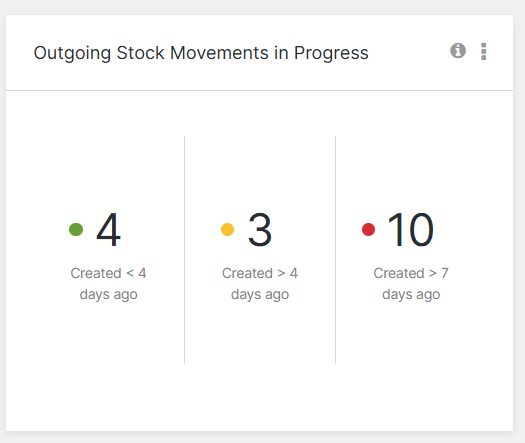 Outgoing Stock Movements in Progress
4
Created < 4
days ago
3
Created > 4
days ago
10
Created > 7
days ago